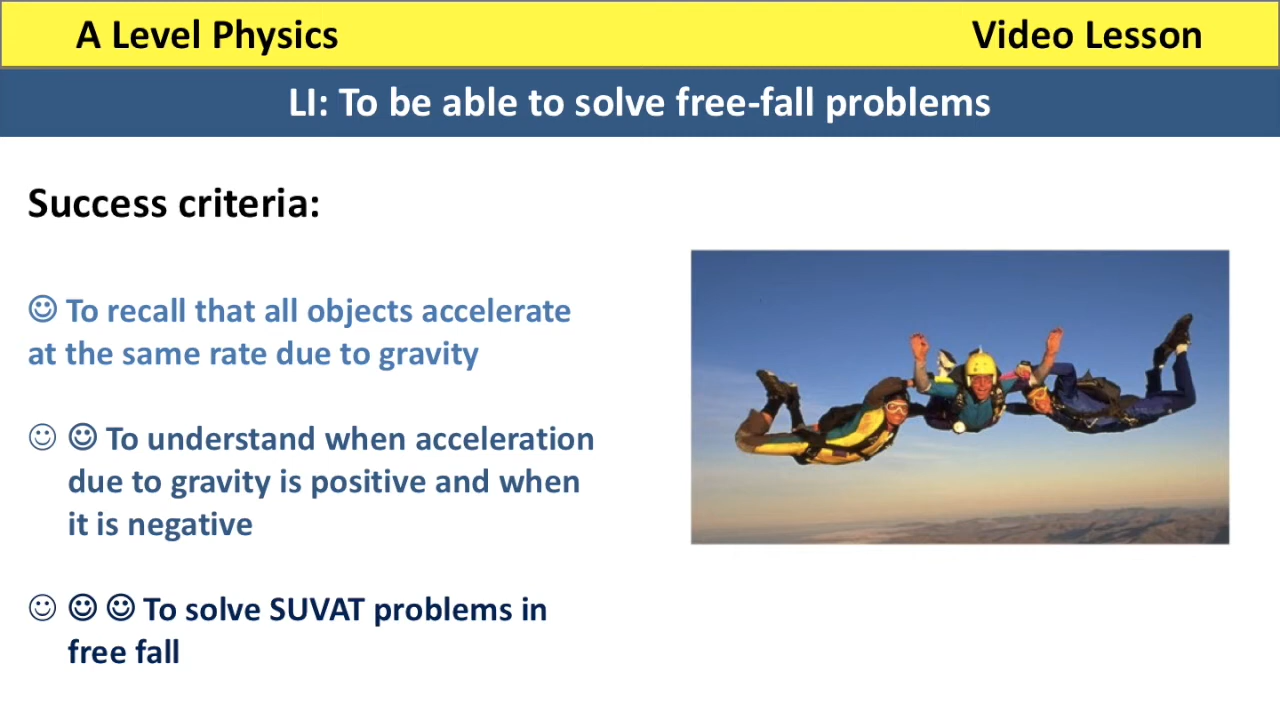 A Level Physics
Video Lesson
LI: To be able to solve free-fall problems
Success criteria:
☺ To recall that all objects accelerate
at the same rate due to gravity
☺ ☺ To understand when acceleration
due to gravity is positive and when
it is negative
☺ ☺ ☺ To solve SUVAT problems in
free fall